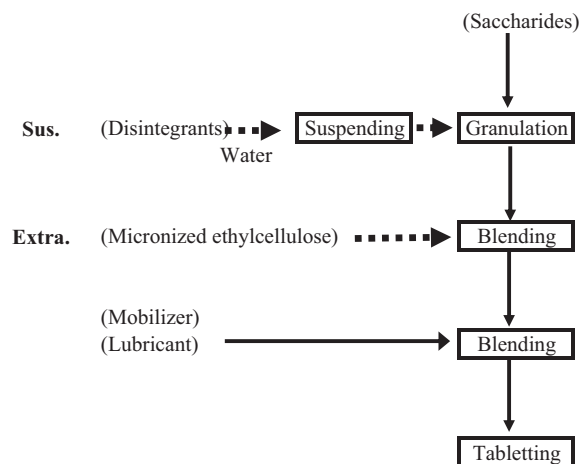 (Saccharides)
Sus. (Disintegrants) Suspending Granulation
Water
Extra. (Micronized ethylcellulose) Blending
(Mobilizer)
(Lubricant) Blending
Tabletting